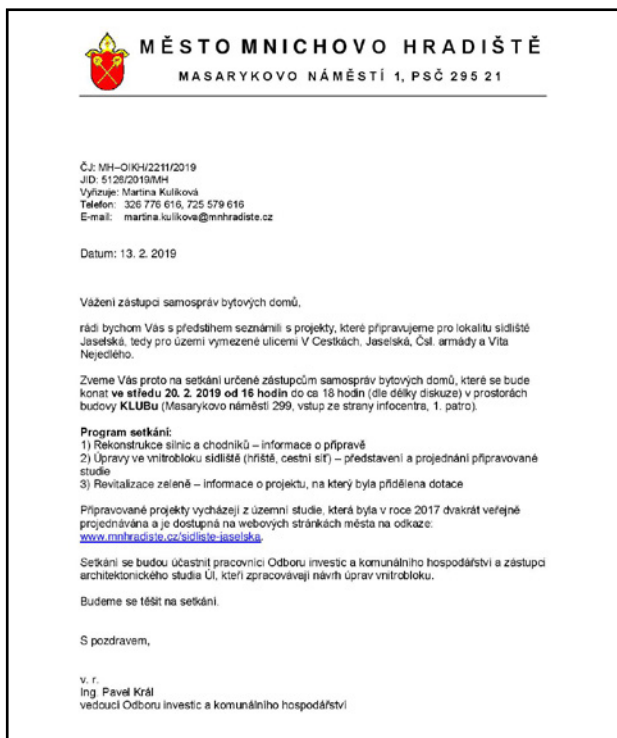 MĚSTO MNICHOVO HRADIŠTĚ
MASARYKOVO NÁMĚSTÍ 1, PSČ 295 21
ČJ: MH–OIKH/2211/2019
JID: 5126/2019/MH
Vyřizuje: Martina Kulíková
Telefon: 326 776 616, 725 579 616
E-mail: martina.kulikova@mnhradiste.cz
Datum: 13. 2. 2019
Vážení zástupci samospráv bytových domů,
rádi bychom Vás s předstihem seznámili s projekty, které připravujeme pro lokalitu sídliště
Jaselská, tedy pro území vymezené ulicemi V Cestkách, Jaselská, Čsl. armády a Víta
Nejedlého.
Zveme Vás proto na setkání určené zástupcům samospráv bytových domů, které se bude
konat ve středu 20. 2. 2019 od 16 hodin do ca 18 hodin (dle délky diskuze) v prostorách
budovy KLUBu (Masarykovo náměstí 299, vstup ze strany infocentra, 1. patro).
Program setkání:
1) Rekonstrukce silnic a chodníků – informace o přípravě
2) Úpravy ve vnitrobloku sídliště (hřiště, cestní síť) – představení a projednání připravované
studie
3) Revitalizace zeleně – informace o projektu, na který byla přidělena dotace
Připravované projekty vycházejí z územní studie, která byla v roce 2017 dvakrát veřejně
projednávána a je dostupná na webových stránkách města na odkaze:
www.mnhradiste.cz/sidliste-jaselska.
Setkání se budou účastnit pracovníci Odboru investic a komunálního hospodářství a zástupci
architektonického studia ÚI, kteří zpracovávají návrh úprav vnitrobloku.
Budeme se těšit na setkání.
S pozdravem,
v. r.
Ing. Pavel Král
vedoucí Odboru investic a komunálního hospodářství